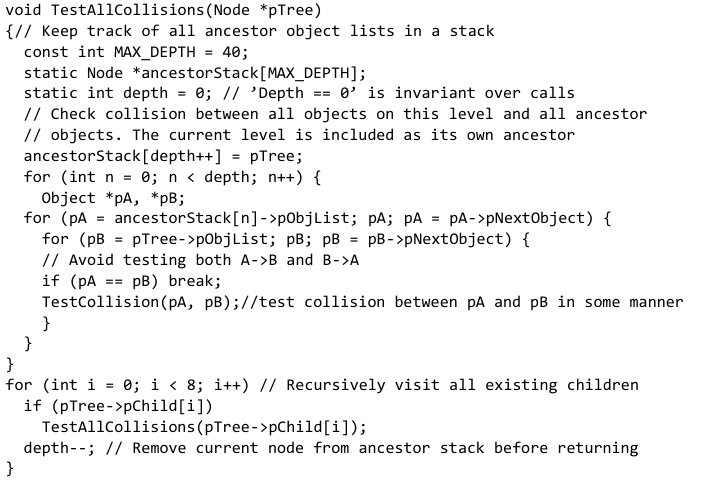 void TestAllCollisions(Node *pTree)
{// Keep track of all ancestor object lists in a stack
const int MAX_DEPTH = 40;
static Node *ancestorStack[MAX_DEPTH];
static int depth = 0; // ’Depth == 0’ is invariant over calls
// Check collision between all objects on this level and all ancestor
// objects. The current level is included as its own ancestor
ancestorStack[depth++] = pTree;
for (int n = 0; n < depth; n++) {
Object *pA, *pB;
for (pA = ancestorStack[n]->pObjList; pA; pA = pA->pNextObject) {
for (pB = pTree->pObjList; pB; pB = pB->pNextObject) {
// Avoid testing both A->B and B->A
if (pA == pB) break;
TestCollision(pA, pB);//test collision between pA and pB in some manner
}
}
}
for (int i = 0; i < 8; i++) // Recursively visit all existing children
if (pTree->pChild[i])
TestAllCollisions(pTree->pChild[i]);
depth--; // Remove current node from ancestor stack before returning
}